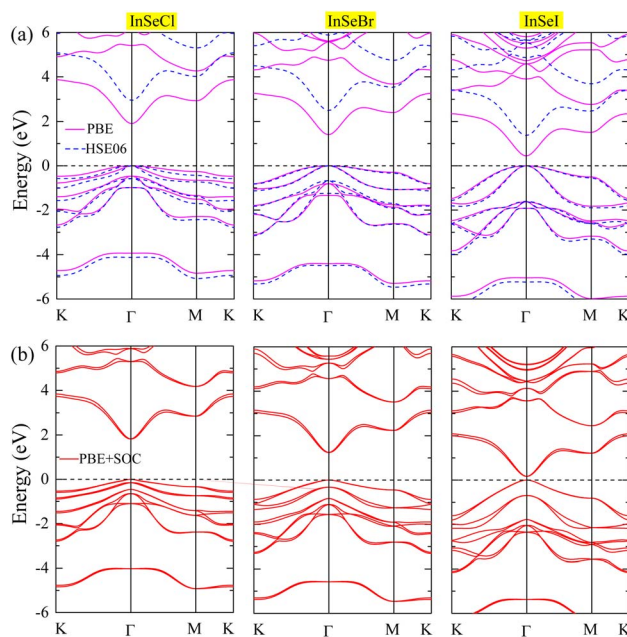 InSeCl InSeBr InSeI
(a)
6
4
2
0
-2
-4
-6
Energy (eV)
PBE
HSE06
K Γ M K K Γ M K K Γ M K
(b)
6
4
2
0
-2
-4
-6
Energy (eV)
PBE+SOC
K Γ M K K Γ M K K Γ M K